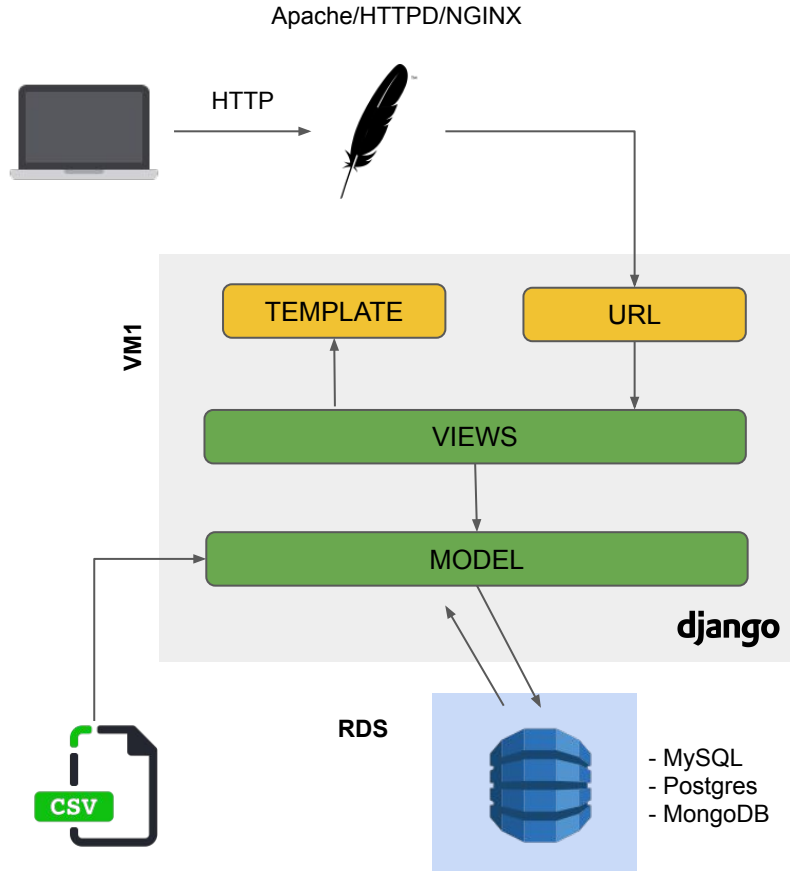 Apache/HTTPD/NGINX
HTTP
VM1
TEMPLATE
URL
VIEWS
MODEL
django
RDS
- MySQL
- Postgres
- MongoDB
CSV